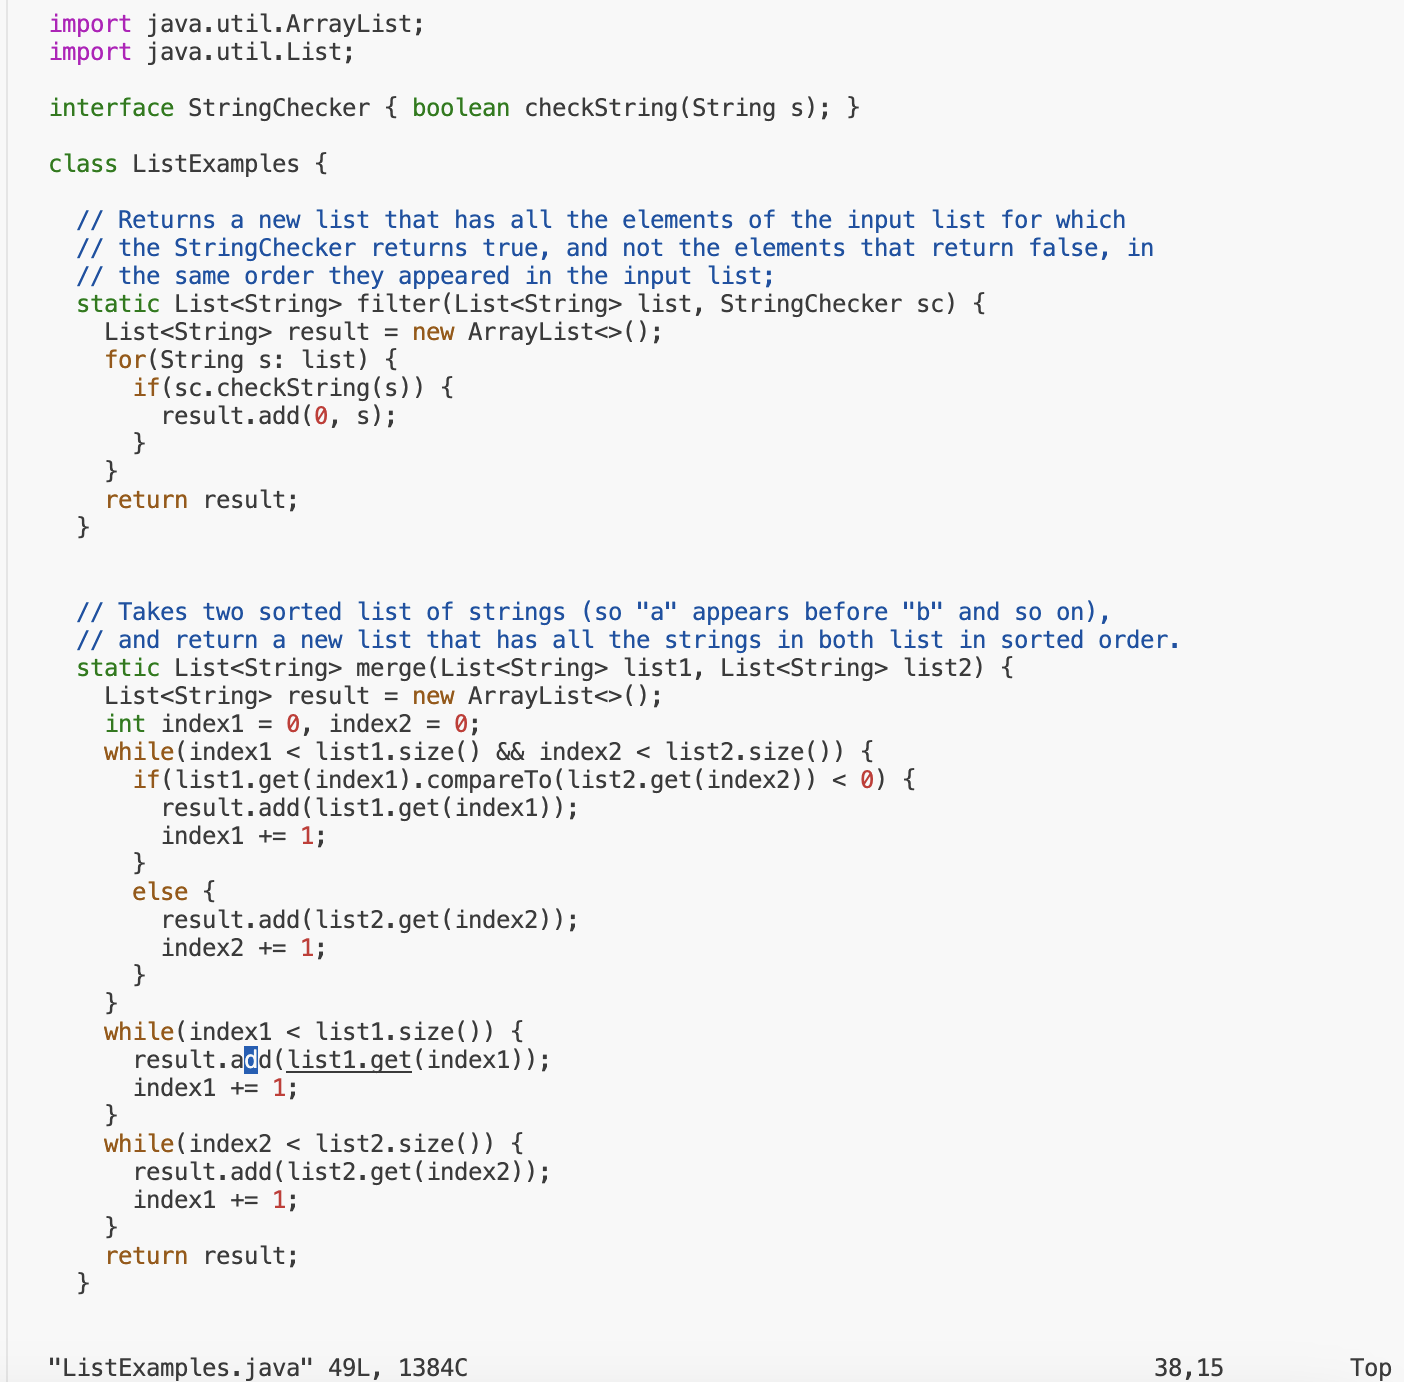 import java.util.ArrayList;
import java.util.List;

interface StringChecker { boolean checkString(String s); }

class ListExamples {

  // Returns a new list that has all the elements of the input list for which
  // the StringChecker returns true, and not the elements that return false, in
  // the same order they appeared in the input list;
  static List<String> filter(List<String> list, StringChecker sc) {
    List<String> result = new ArrayList<>();
    for(String s: list) {
      if(sc.checkString(s)) {
        result.add(0, s);
      }
    }
    return result;
  }


  // Takes two sorted list of strings (so "a" appears before "b" and so on),
  // and return a new list that has all the strings in both list in sorted order.
  static List<String> merge(List<String> list1, List<String> list2) {
    List<String> result = new ArrayList<>();
    int index1 = 0, index2 = 0;
    while(index1 < list1.size() && index2 < list2.size()) {
      if(list1.get(index1).compareTo(list2.get(index2)) < 0) {
        result.add(list1.get(index1));
        index1 += 1;
      }
      else {
        result.add(list2.get(index2));
        index2 += 1;
      }
    }
    while(index1 < list1.size()) {
      result.add(list1.get(index1));
      index1 += 1;
    }
    while(index2 < list2.size()) {
      result.add(list2.get(index2));
      index1 += 1;
    }
    return result;
  }

"ListExamples.java" 49L, 1384C 38,15 Top